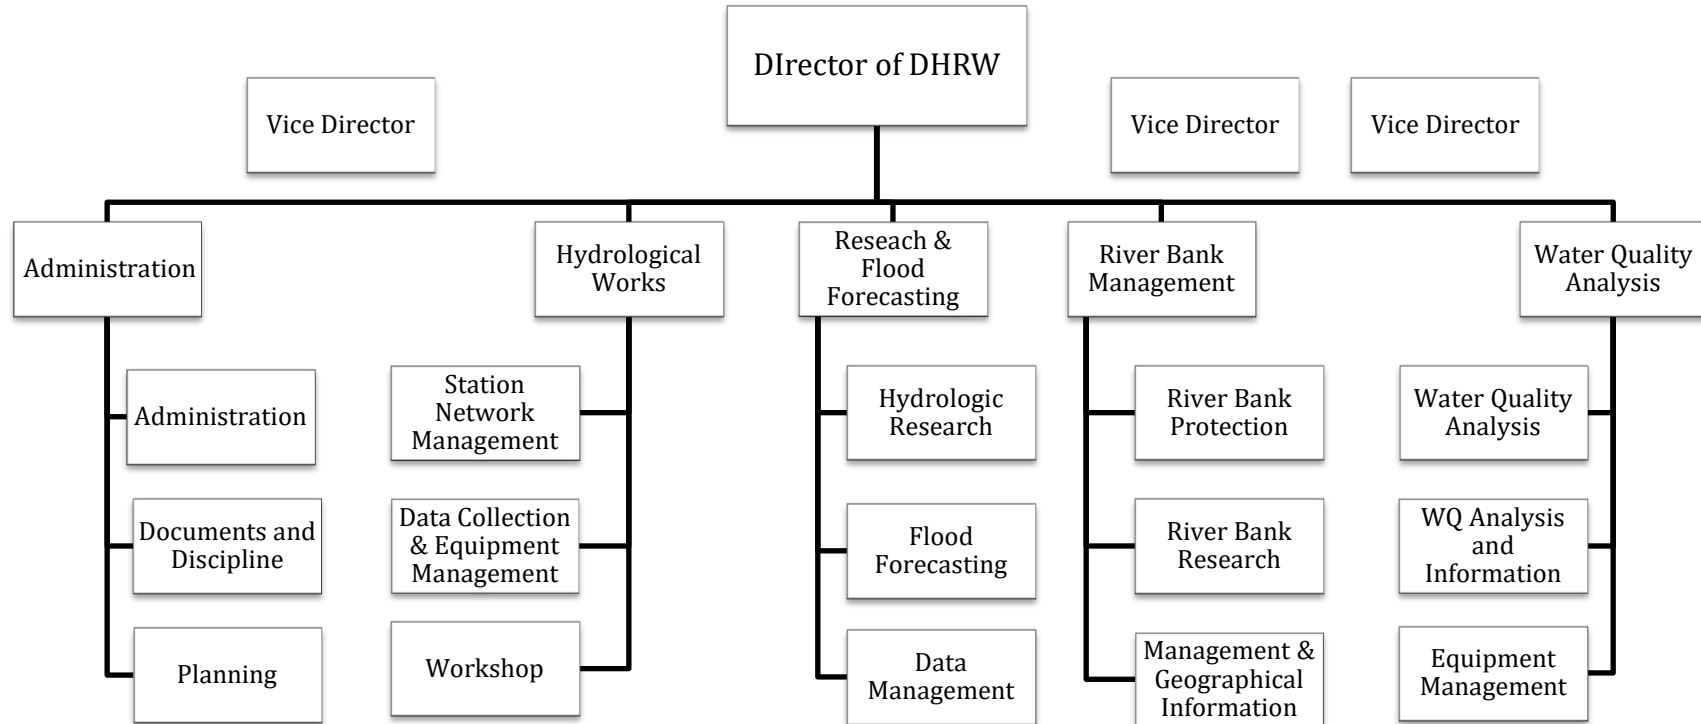 DIrector of DHRW
Vice Director
Vice Director
Vice Director
Administration
Hydrological
Works
Reseach &
Flood
Forecasting
River Bank
Management
Water Quality
Analysis
Administration
Documents and
Discipline
Planning
Station
Network
Management
Data Collection
& Equipment
Management
Workshop
Hydrologic
Research
Flood
Forecasting
Data
Management
River Bank
Protection
River Bank
Research
Management &
Geographical
Information
Water Quality
Analysis
WQ Analysis
and
Information
Equipment
Management